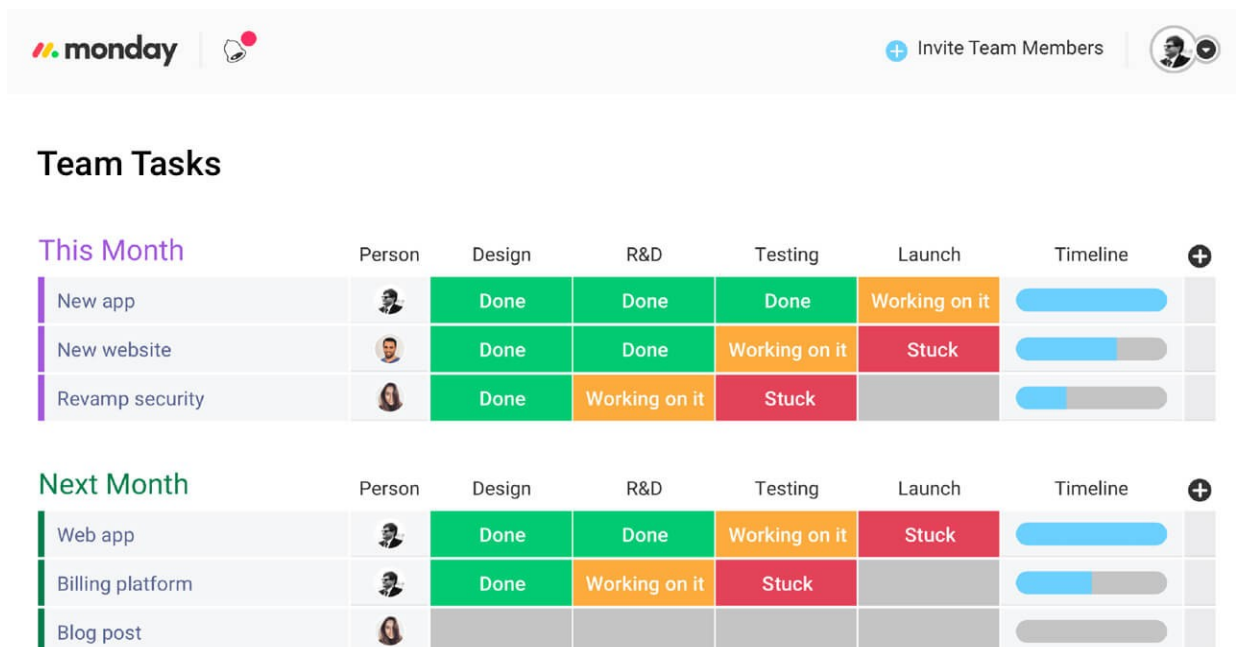 monday
Invite Team Members
Team Tasks
This Month Person Design R&D Testing Launch Timeline
New app Done Done Done Working on it
New website Done Done Working on it Stuck
Revamp security Done Working on it Stuck
Next Month Person Design R&D Testing Launch Timeline
Web app Done Done Working on it Stuck
Billing platform Done Working on it Stuck
Blog post